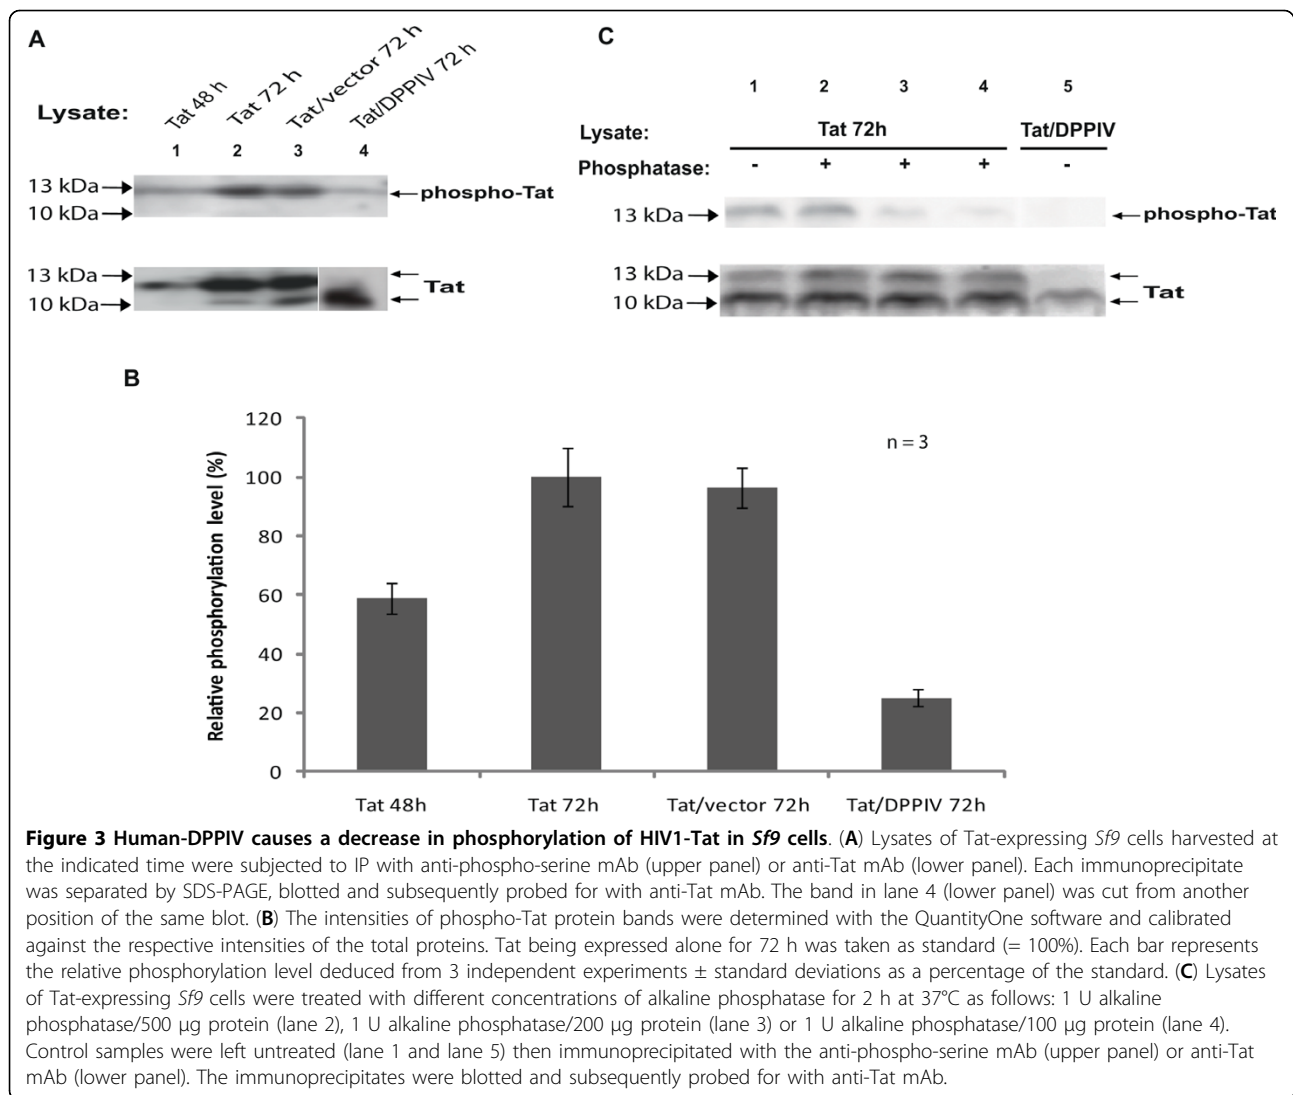 A
Lysate:
Tat 48 h
Tat 72 h
Tat/vector 72 h
Tat/DPPIV 72 h
1 2 3 4
13 kDa
10 kDa
phospho-Tat
13 kDa
10 kDa
Tat
C
1 2 3 4 5
Lysate: Tat 72h Tat/DPPIV
Phosphatase: - + + + -
13 kDa
phospho-Tat
13 kDa
10 kDa
Tat
B
Relative phosphorylation level (%)
120
100
80
60
40
20
0
n = 3
Tat 48h Tat 72h Tat/vector 72h Tat/DPPIV 72h
Figure 3 Human-DPPIV causes a decrease in phosphorylation of HIV1-Tat in Sf9 cells. (A) Lysates of Tat-expressing Sf9 cells harvested at
the indicated time were subjected to IP with anti-phospho-serine mAb (upper panel) or anti-Tat mAb (lower panel). Each immunoprecipitate
was separated by SDS-PAGE, blotted and subsequently probed for with anti-Tat mAb. The band in lane 4 (lower panel) was cut from another
position of the same blot. (B) The intensities of phospho-Tat protein bands were determined with the QuantityOne software and calibrated
against the respective intensities of the total proteins. Tat being expressed alone for 72 h was taken as standard (= 100%). Each bar represents
the relative phosphorylation level deduced from 3 independent experiments ± standard deviations as a percentage of the standard. (C) Lysates
of Tat-expressing Sf9 cells were treated with different concentrations of alkaline phosphatase for 2 h at 37°C as follows: 1 U alkaline
phosphatase/500 μg protein (lane 2), 1 U alkaline phosphatase/200 μg protein (lane 3) or 1 U alkaline phosphatase/100 μg protein (lane 4).
Control samples were left untreated (lane 1 and lane 5) then immunoprecipitated with the anti-phospho-serine mAb (upper panel) or anti-Tat
mAb (lower panel). The immunoprecipitates were blotted and subsequently probed for with anti-Tat mAb.